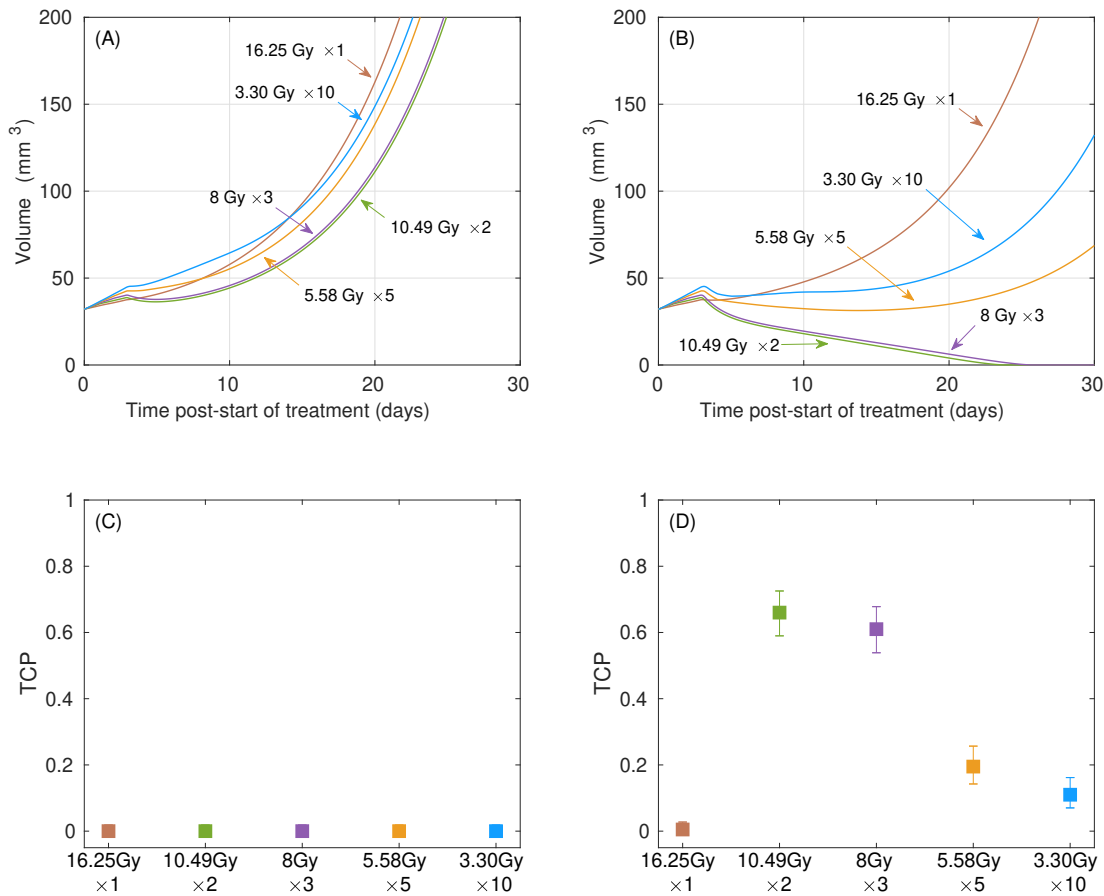 (A)
Volume (mm 3)
200
150
100
50
0
0
10
20
30
16.25 Gy ×1
3.30 Gy ×10
8 Gy ×3
10.49 Gy ×2
5.58 Gy ×5
Time post-start of treatment (days)
(B)
Volume (mm 3)
200
150
100
50
0
0
10
20
30
16.25 Gy ×1
3.30 Gy ×10
5.58 Gy ×5
8 Gy ×3
10.49 Gy ×2
Time post-start of treatment (days)
(C)
TCP
1
0.8
0.6
0.4
0.2
0
16.25Gy
×1
10.49Gy
×2
8Gy
×3
5.58Gy
×5
3.30Gy
×10
(D)
TCP
1
0.8
0.6
0.4
0.2
0
16.25Gy
×1
10.49Gy
×2
8Gy
×3
5.58Gy
×5
3.30Gy
×10